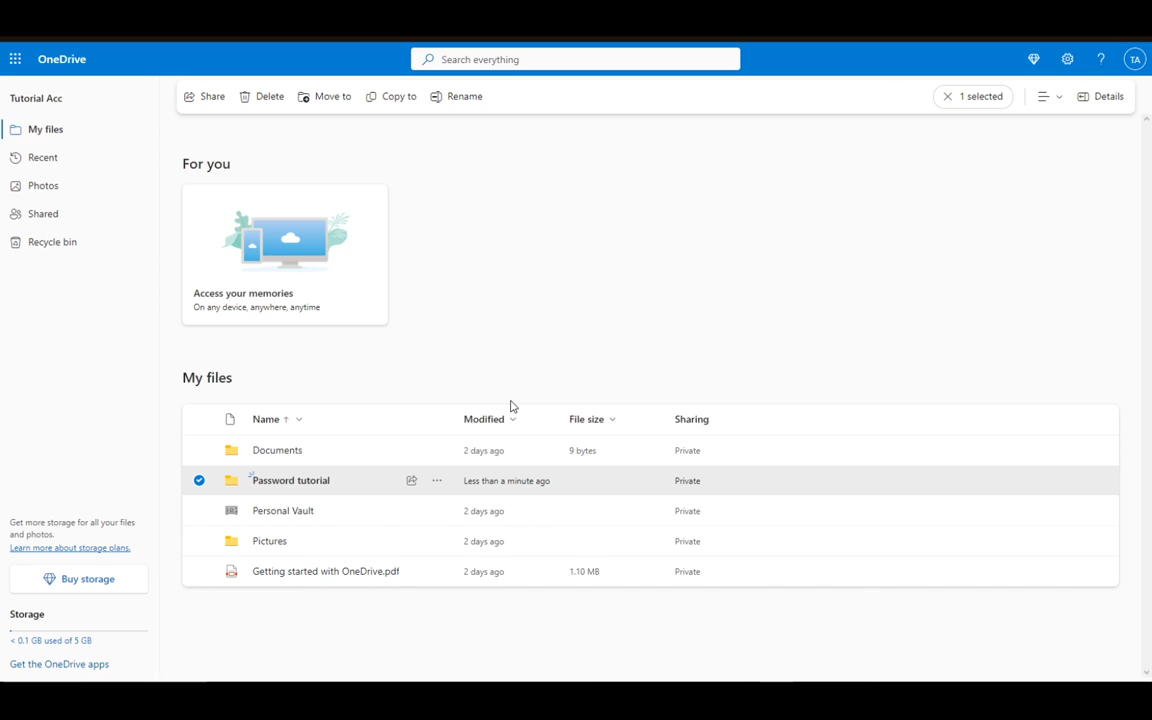 OneDrive
Search everything
TA
Tutorial Acc
My files
Recent
Photos
Shared
Recycle bin
Get more storage for all your files
and photos.
Learn more about storage plans.
Buy storage
Storage
< 0.1 GB used of 5 GB
Get the OneDrive apps
Share Delete Move to Copy to Rename 1 selected Details
For you
Access your memories
On any device, anywhere, anytime
My files
Name Modified File size Sharing
Documents 2 days ago 9 bytes Private
Password tutorial Less than a minute ago Private
Personal Vault 2 days ago Private
Pictures 2 days ago Private
Getting started with OneDrive.pdf 2 days ago 1.10 MB Private